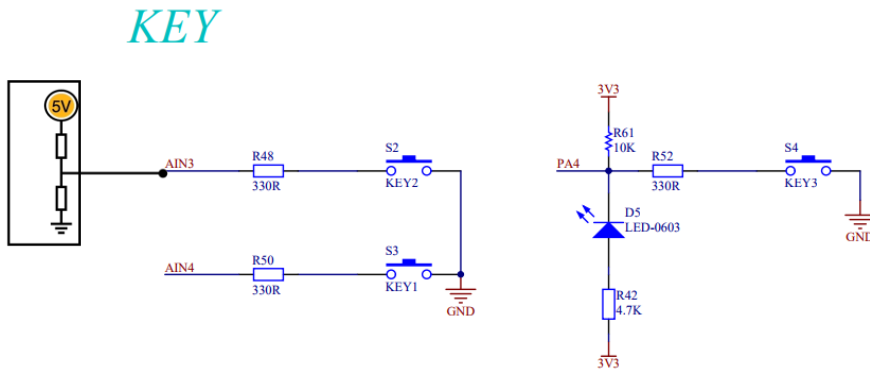 KEY
5V
AIN3
R48
330R
S2
KEY2
AIN4
R50
330R
S3
KEY1
GND
3V3
R61
10K
PA4
R52
330R
S4
KEY3
GND
D5
LED-0603
R42
4.7K
3V3